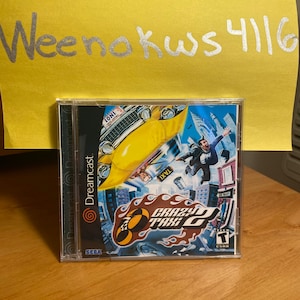 Weenokws 4116
Dreamcast
CRAZY
TAXI 2
SEGA
T